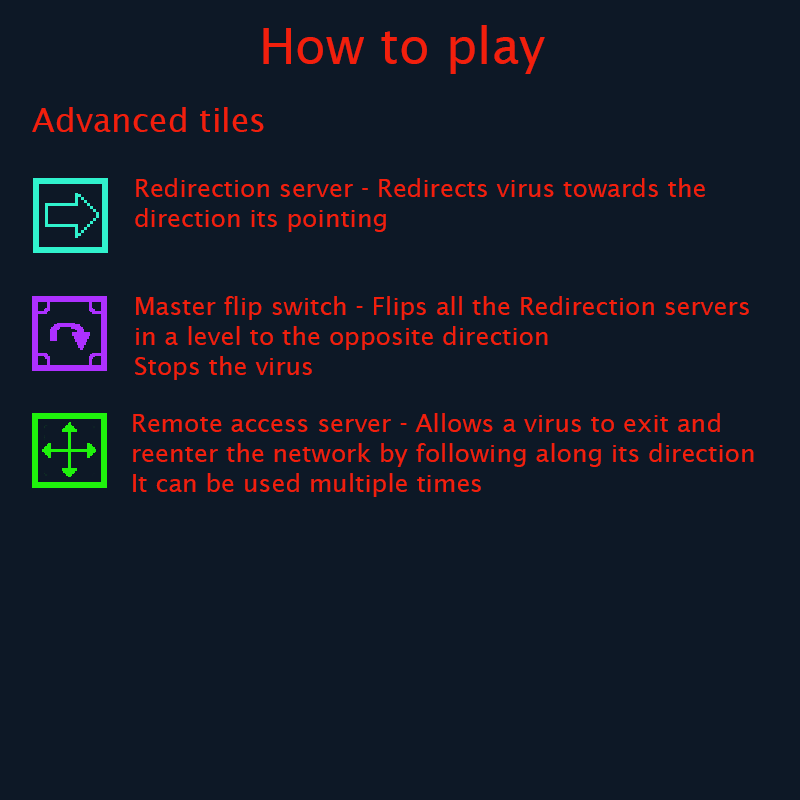 How to play
Advanced tiles
Redirection server - Redirects virus towards the
direction its pointing
Master flip switch - Flips all the Redirection servers
in a level to the opposite direction
Stops the virus
Remote access server - Allows a virus to exit and
reenter the network by following along its direction
It can be used multiple times